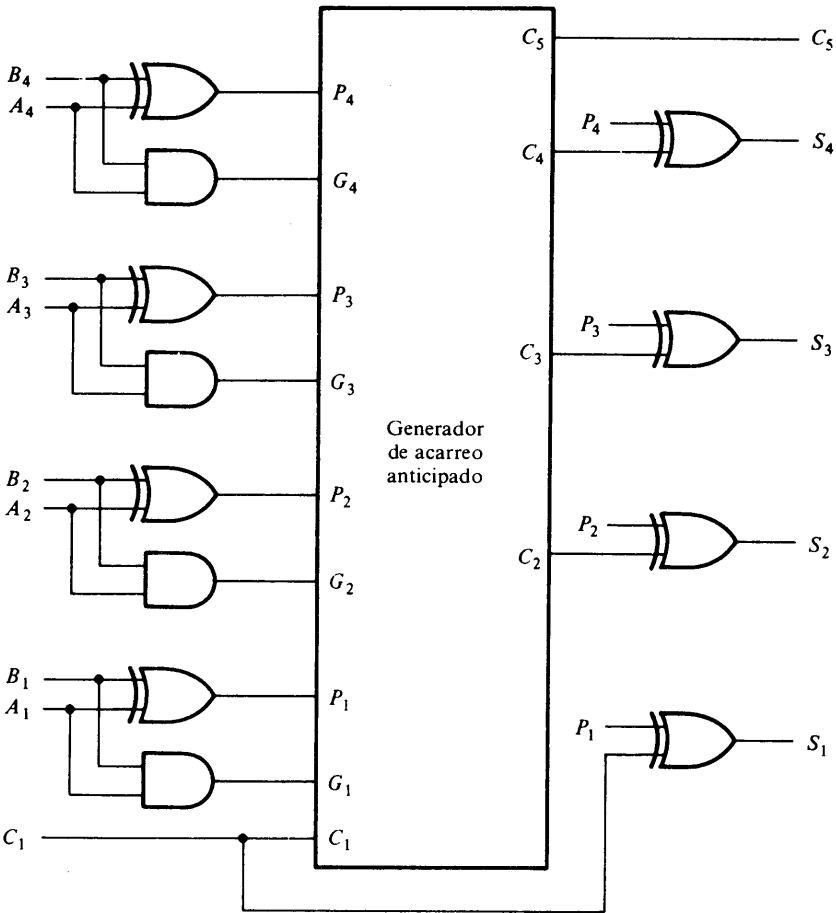 C5
C5
B4
A4
P4
G4
P4
C4
S4
B3
A3
P3
G3
P3
C3
S3
Generador
de acarreo
anticipado
B2
A2
P2
G2
P2
C2
S2
B1
A1
P1
G1
P1
S1
C1
C1